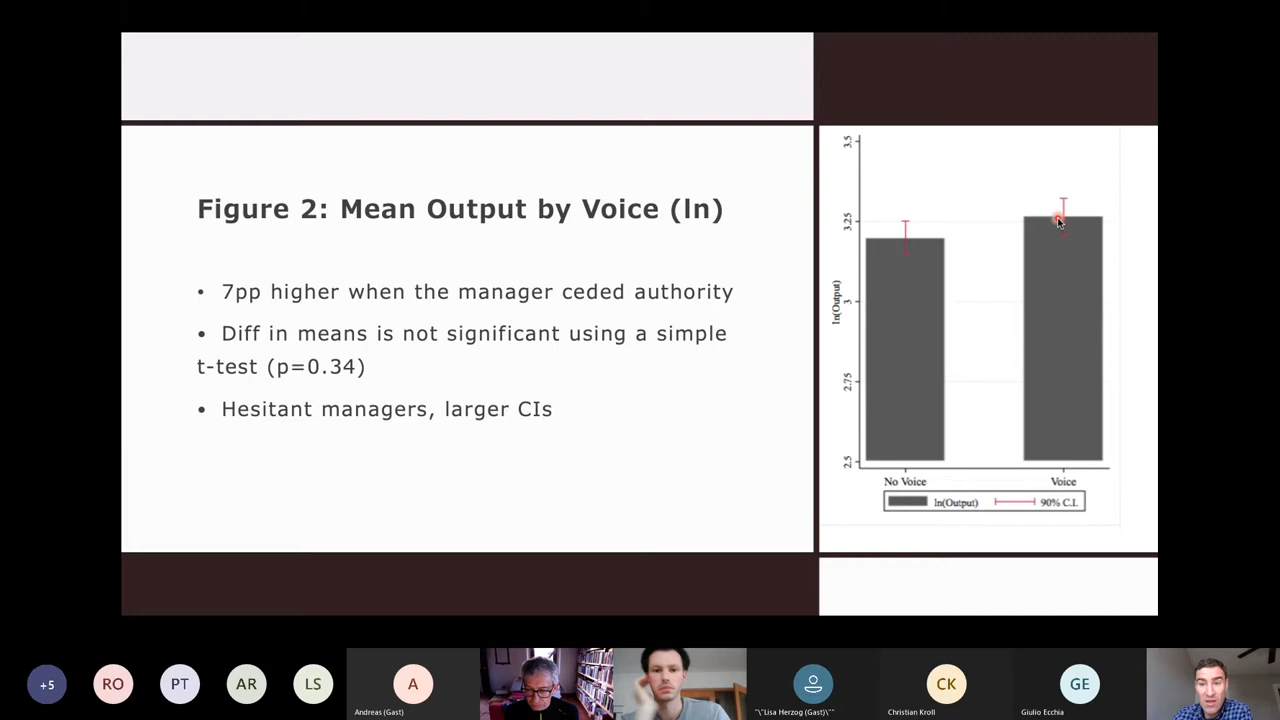 Figure 2: Mean Output by Voice (ln)
• 7pp higher when the manager ceded authority
• Diff in means is not significant using a simple
t-test (p=0.34)
• Hesitant managers, larger CIs
3.5
3.25
3
2.75
2.5
ln(Output)
No Voice
Voice
ln(Output)
90% C.I.
+5
RO
PT
AR
LS
A
Andreas (Gast)
"\"Lisa Herzog (Gast)\""
CK
Christian Kroll
GE
Giulio Ecchia